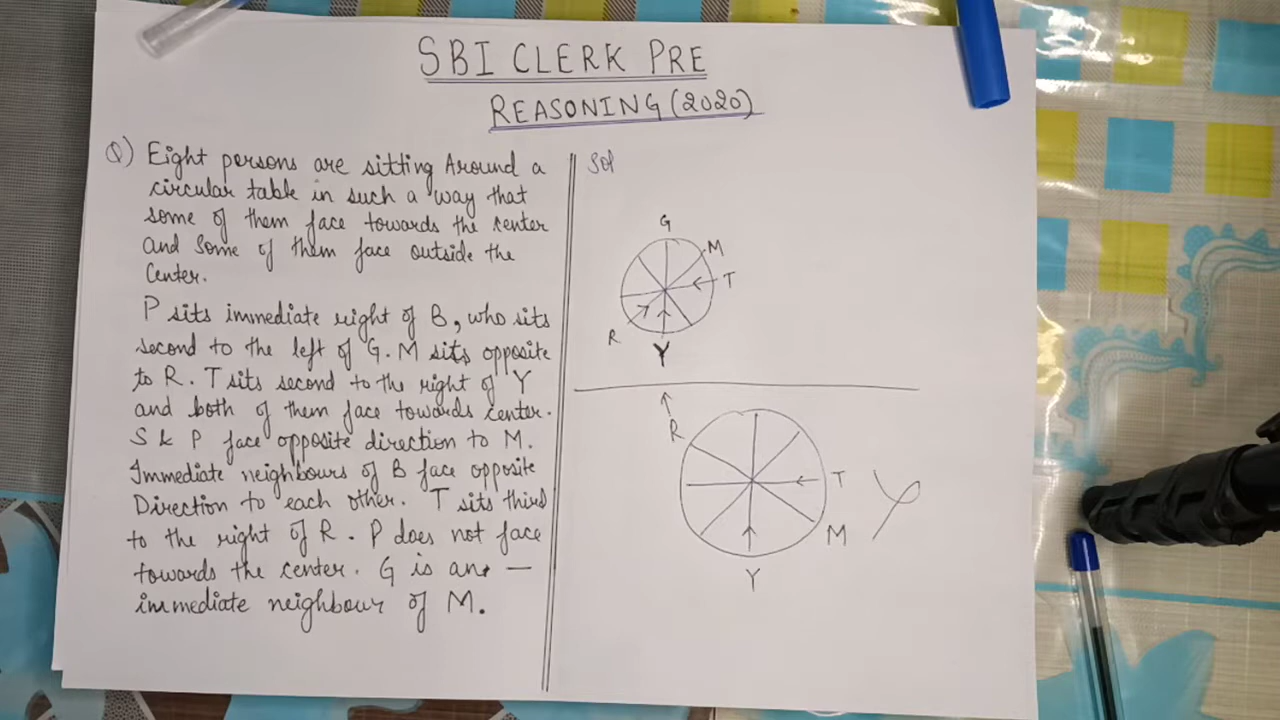 SBI CLERK PRE
REASONING (2020)
Q) Eight persons are sitting Around a
circular table in such a way that
some of them face towards the center
and some of them face outside the
Center.
P sits immediate right of B, who sits
second to the left of G. M sits opposite
to R. T sits second to the right of Y
and both of them face towards center.
S & P face opposite direction to M.
Immediate neighbours of B face opposite
Direction to each other. T sits third
to the right of R. P does not face
towards the center. G is an —
immediate neighbour of M.
Sol
G
M
T
R
Y
R
T
M
Y